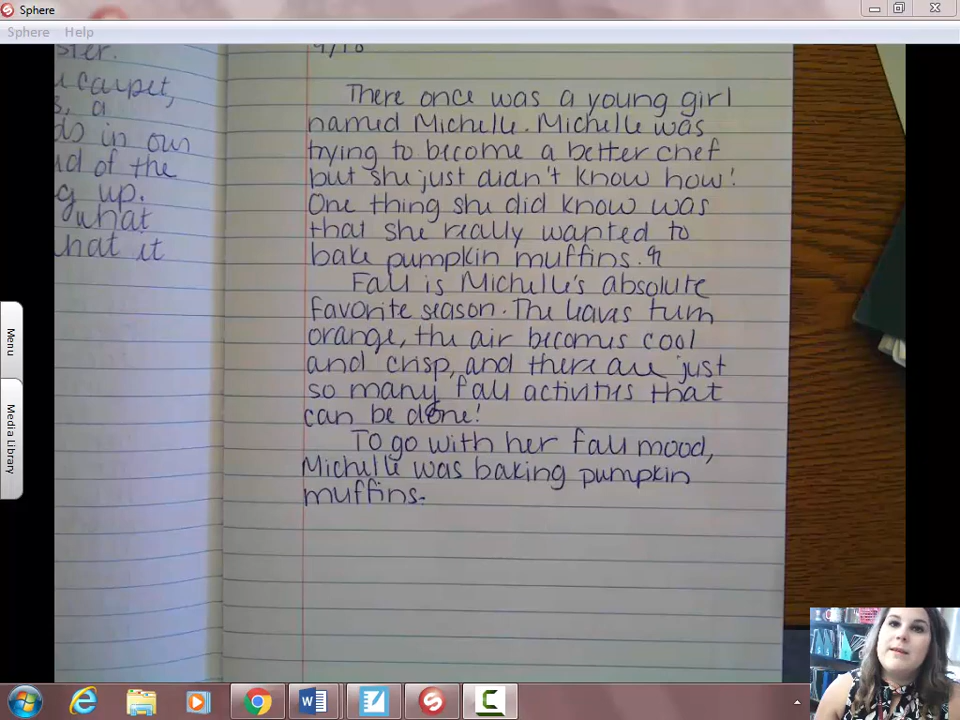 Sphere
Sphere Help
ster.
carpet,
s, a
ds in our
nd of the
g up.
what
hat it
Menu
Media Library
9/18
There once was a young girl
named Michelle. Michelle was
trying to become a better chef
but she just didn't know how!
One thing she did know was
that she really wanted to
bake pumpkin muffins.
Fall is Michelle's absolute
favorite season. The leaves turn
orange, the air becomes cool
and crisp, and there are just
so many fall activities that
can be done!
To go with her fall mood,
Michelle was baking pumpkin
muffins.